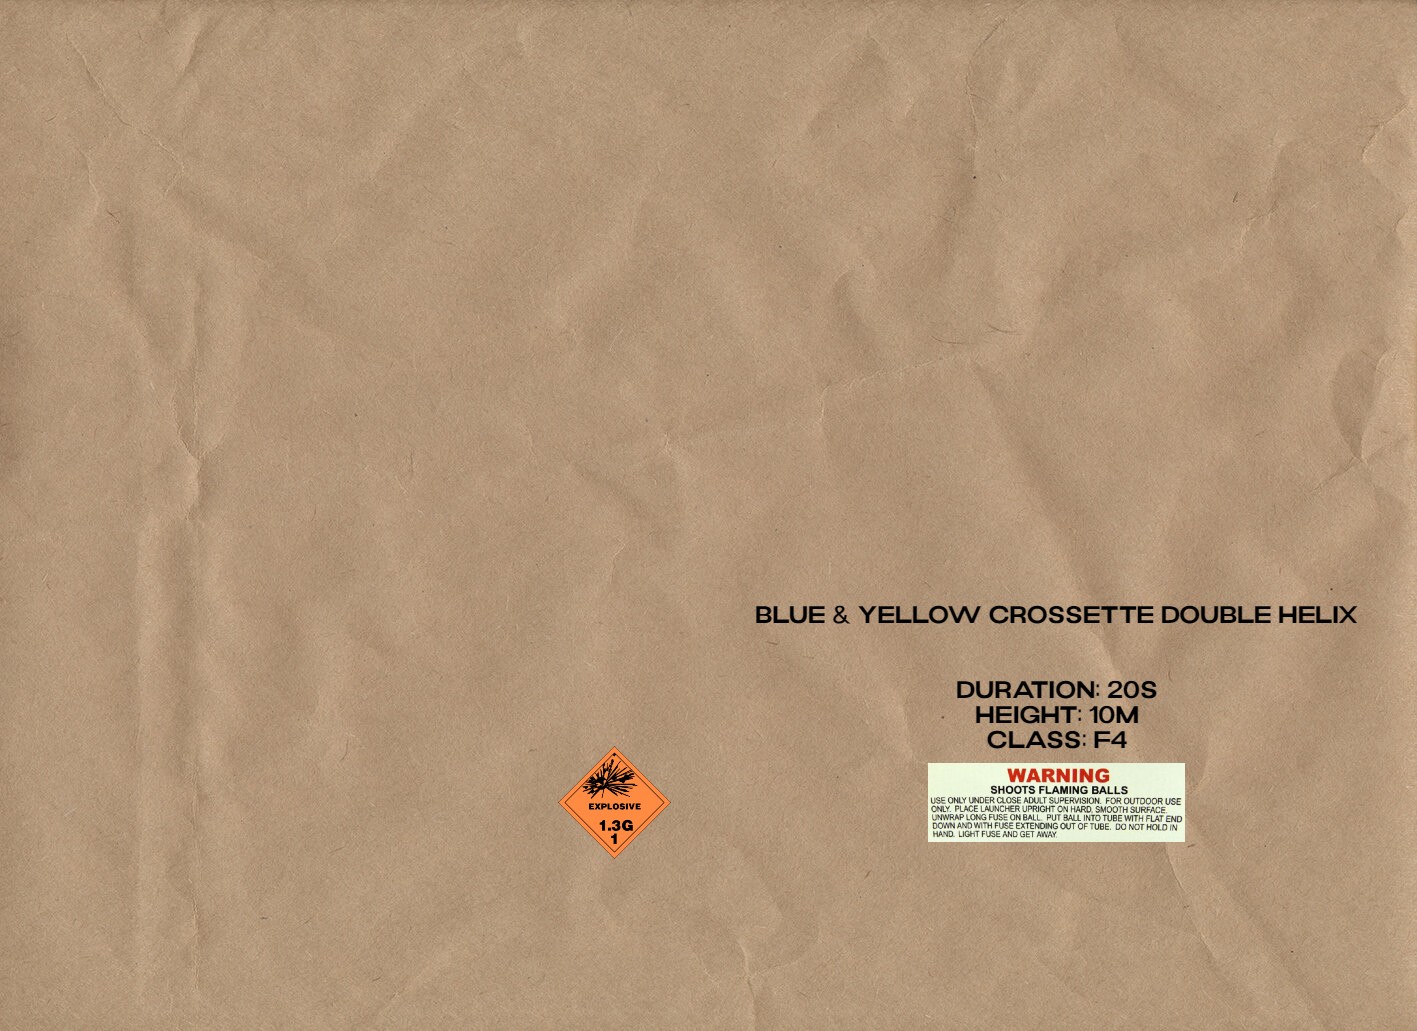 BLUE & YELLOW CROSSETTE DOUBLE HELIX
DURATION: 20S
HEIGHT: 10M
CLASS: F4
EXPLOSIVE
1.3G
1
WARNING
SHOOTS FLAMING BALLS
USE ONLY UNDER CLOSE ADULT SUPERVISION. FOR OUTDOOR USE
ONLY. PLACE LAUNCHER UPRIGHT ON HARD, SMOOTH SURFACE.
UNWRAP LONG FUSE ON BALL. PUT BALL INTO TUBE WITH FLAT END
DOWN AND WITH FUSE EXTENDING OUT OF TUBE. DO NOT HOLD IN
HAND. LIGHT FUSE AND GET AWAY.